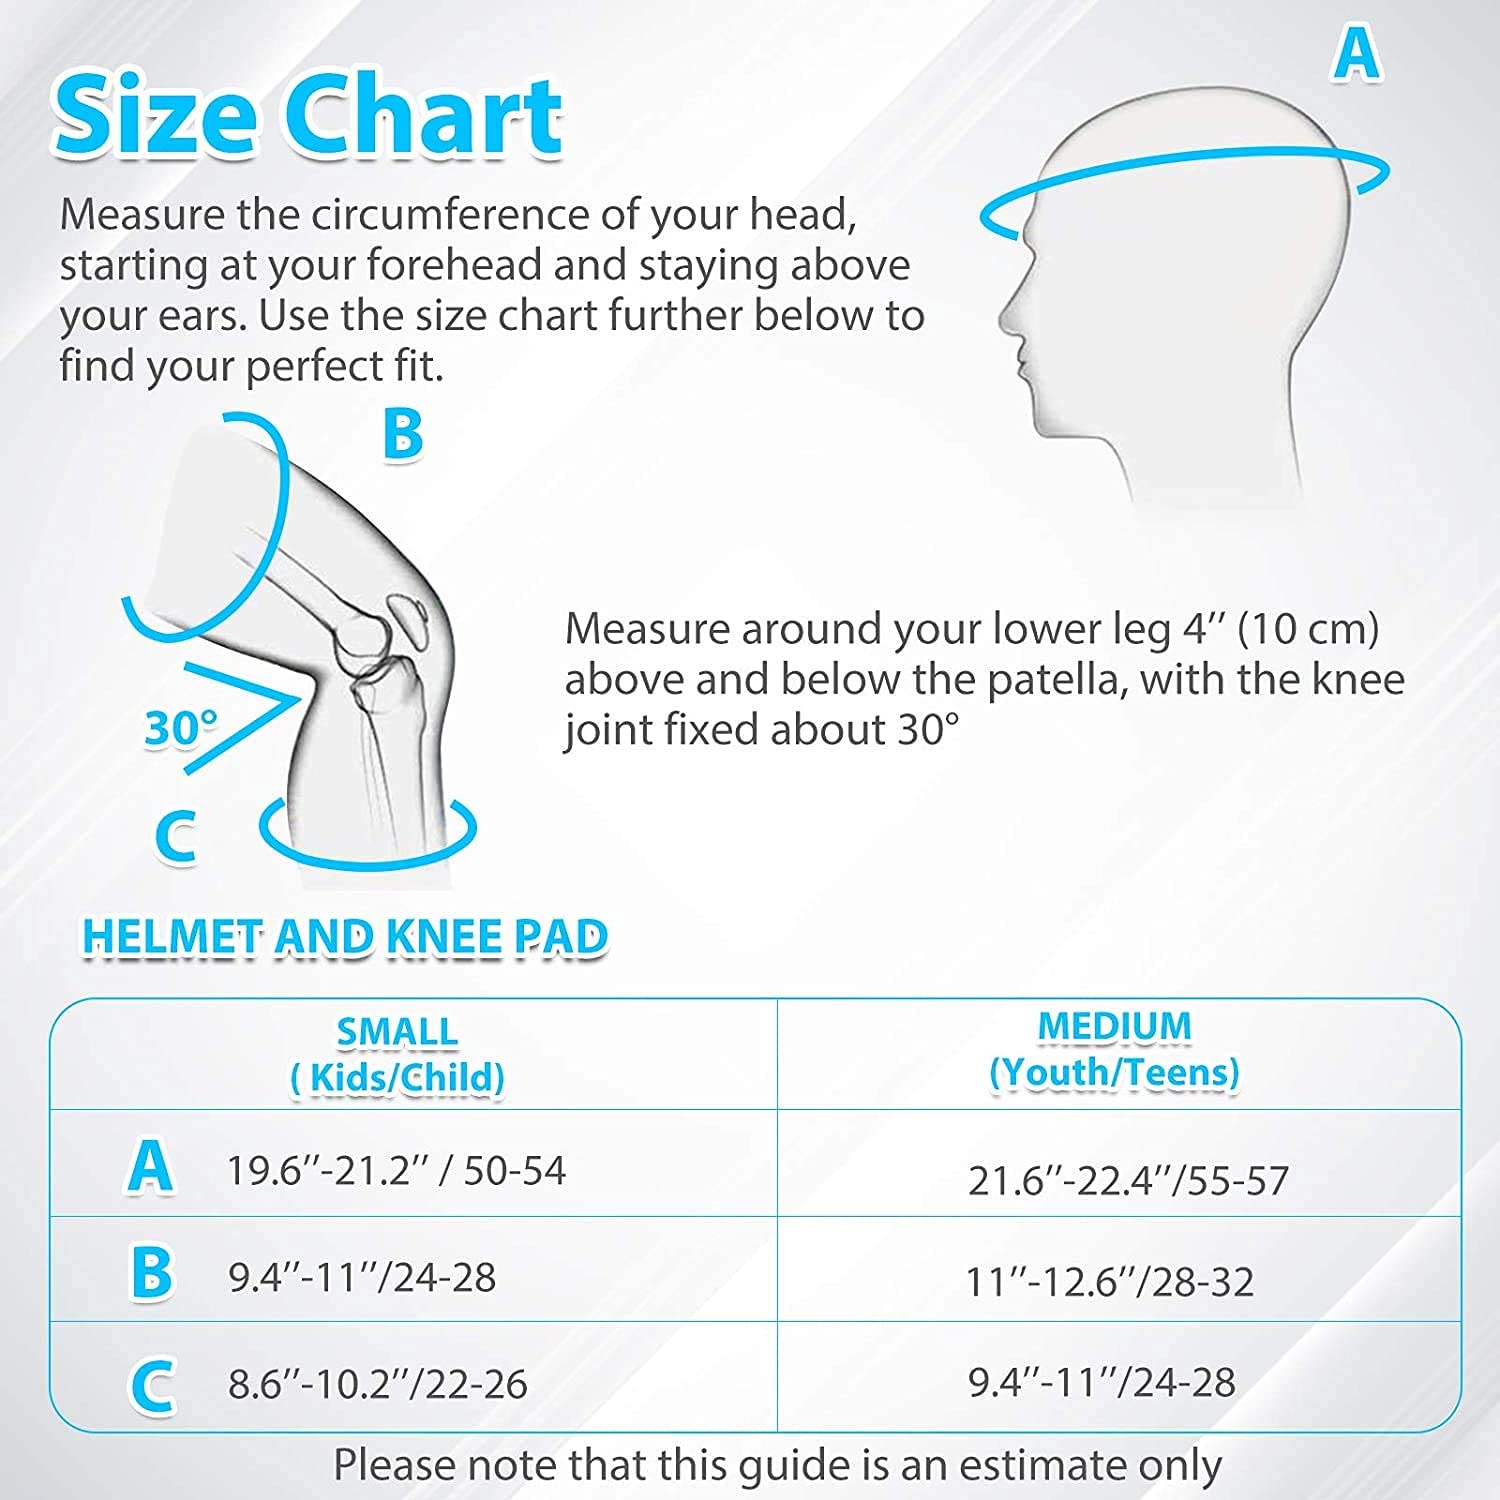 A
Size Chart
Measure the circumference of your head,
starting at your forehead and staying above
your ears. Use the size chart further below to
find your perfect fit.
B
Measure around your lower leg 4’’ (10 cm)
above and below the patella, with the knee
joint fixed about 30°
30°
C
HELMET AND KNEE PAD
SMALL
( Kids/Child)
MEDIUM
(Youth/Teens)
A 19.6’’-21.2’’ / 50-54 21.6’’-22.4’’/55-57
B 9.4’’-11’’/24-28 11’’-12.6’’/28-32
C 8.6’’-10.2’’/22-26 9.4’’-11’’/24-28
Please note that this guide is an estimate only